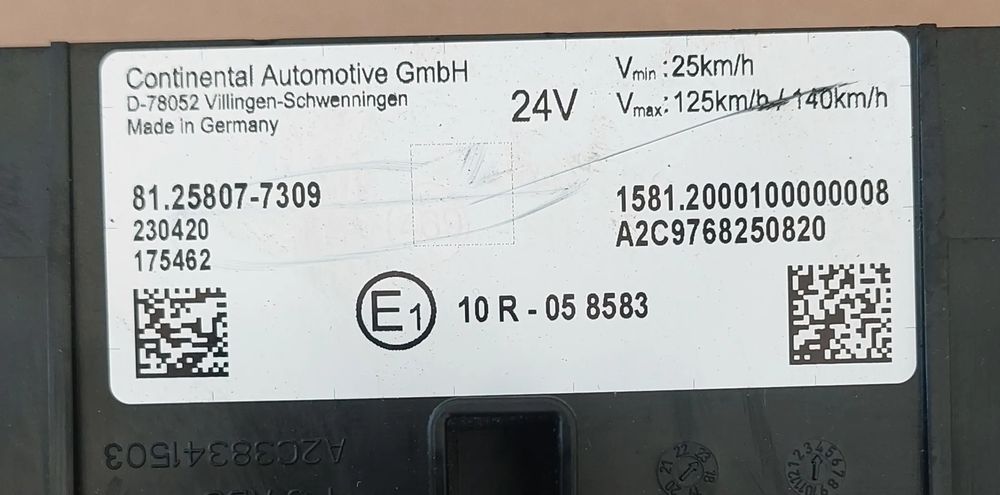 Continental Automotive GmbH
D-78052 Villingen-Schwenningen
Made in Germany
24V
Vmin : 25km/h
Vmax: 125km/h / 140km/h
81.25807-7309
230420
175462
1581.2000100000008
A2C9768250820
E1 10 R - 05 8583
A2C38341503